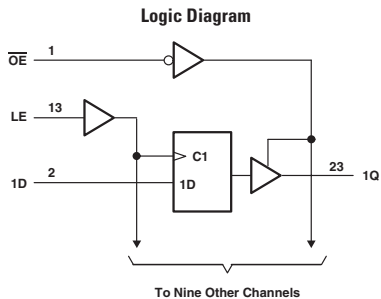 Logic Diagram
OE 1
LE 13
C1
1D 2
1D
23 1Q
To Nine Other Channels